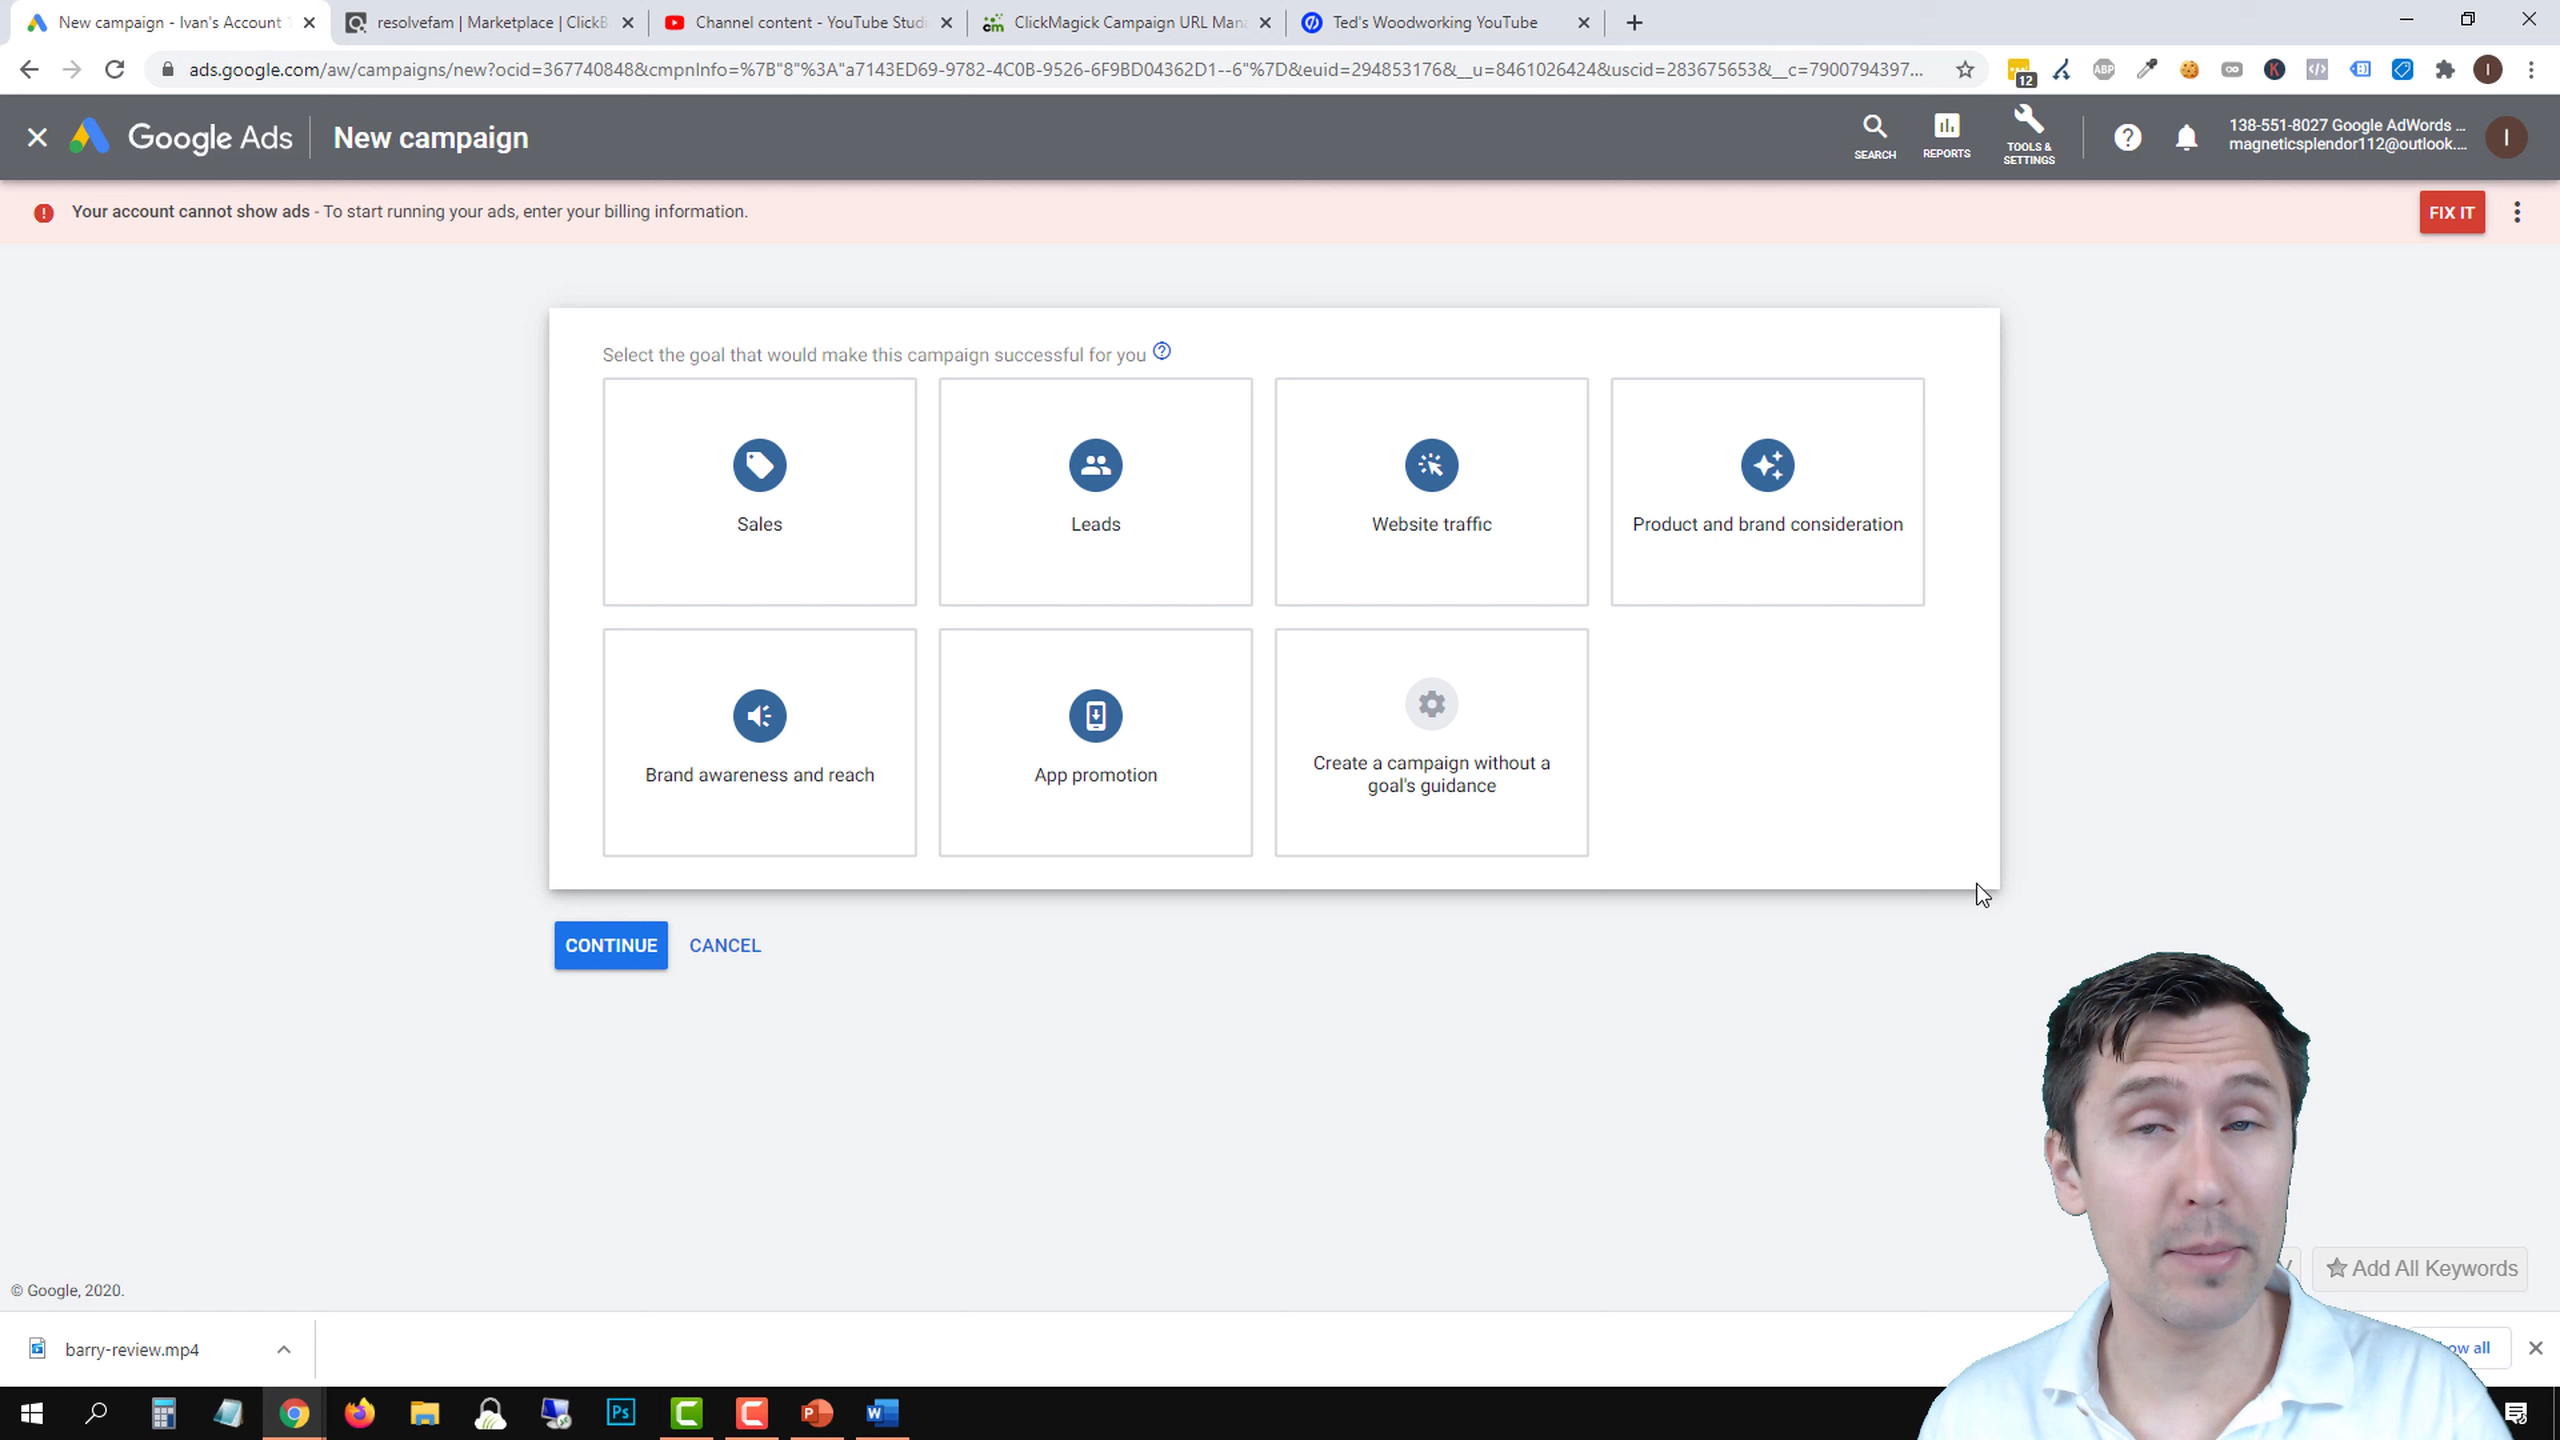 New campaign - Ivan's Account
resolvefam | Marketplace | ClickB
Channel content - YouTube Studi
ClickMagick Campaign URL Man
Ted's Woodworking YouTube
ads.google.com/aw/campaigns/new?ocid=367740848&cmpnInfo=%7B"8"%3A"a7143ED69-9782-4C0B-9526-6F9BD04362D1--6"%7D&euid=294853176&__u=8461026424&uscid=283675653&__c=7900794397...
12
ABP
Google Ads
New campaign
SEARCH
REPORTS
TOOLS &
SETTINGS
138-551-8027 Google AdWords ...
magneticsplendor112@outlook....
I
Your account cannot show ads - To start running your ads, enter your billing information.
FIX IT
Select the goal that would make this campaign successful for you
Sales
Leads
Website traffic
Product and brand consideration
Brand awareness and reach
App promotion
Create a campaign without a
goal's guidance
CONTINUE
CANCEL
Add All Keywords
© Google, 2020.
barry-review.mp4
ow all
Ps